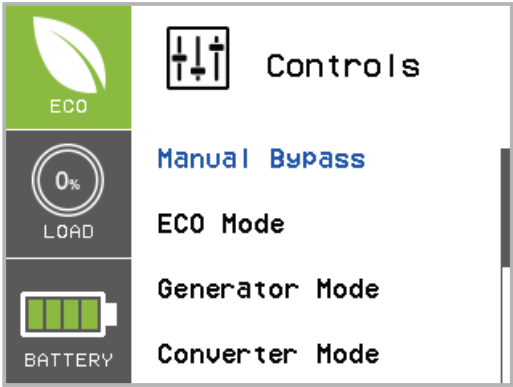 ECO
0%
LOAD
BATTERY
Controls
Manual Bypass
ECO Mode
Generator Mode
Converter Mode